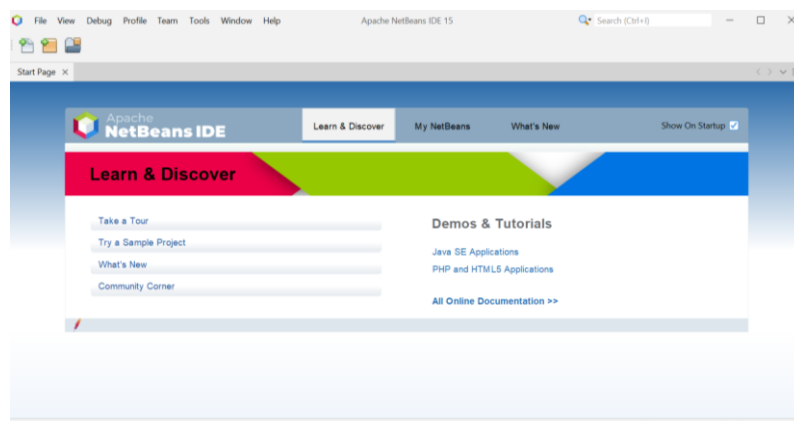 File View Debug Profile Team Tools Window Help Apache NetBeans IDE 15 Search (Ctrl+I)
Start Page
Apache
NetBeans IDE
Learn & Discover My NetBeans What's New Show On Startup
Learn & Discover
Take a Tour
Try a Sample Project
What's New
Community Corner
Demos & Tutorials
Java SE Applications
PHP and HTML5 Applications
All Online Documentation >>